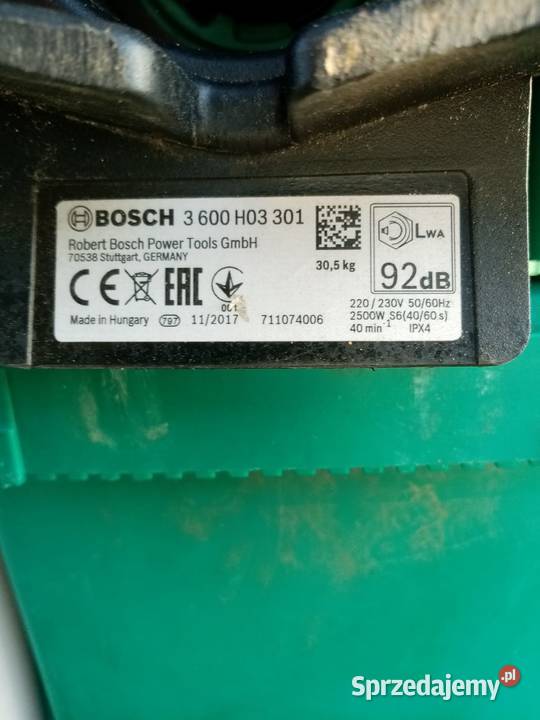 BOSCH 3 600 H03 301
Robert Bosch Power Tools GmbH
70538 Stuttgart, GERMANY
30,5 kg
LWA
92dB
CE EAC
001
220 / 230V 50/60Hz
2500W S6(40/60 s)
40 min-1 IPX4
Made in Hungary 797 11/2017 711074006
Sprzedajemy.pl